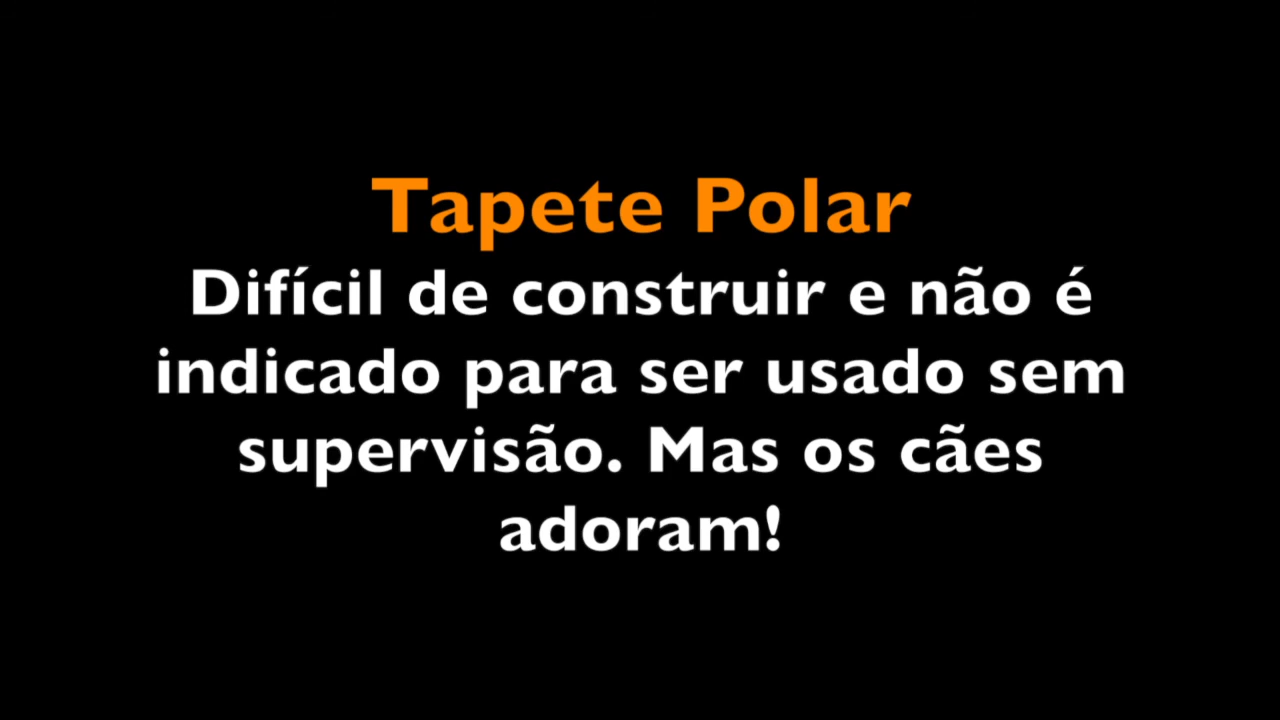 Tapete Polar
Difícil de construir e não é
indicado para ser usado sem
supervisão. Mas os cães
adoram!